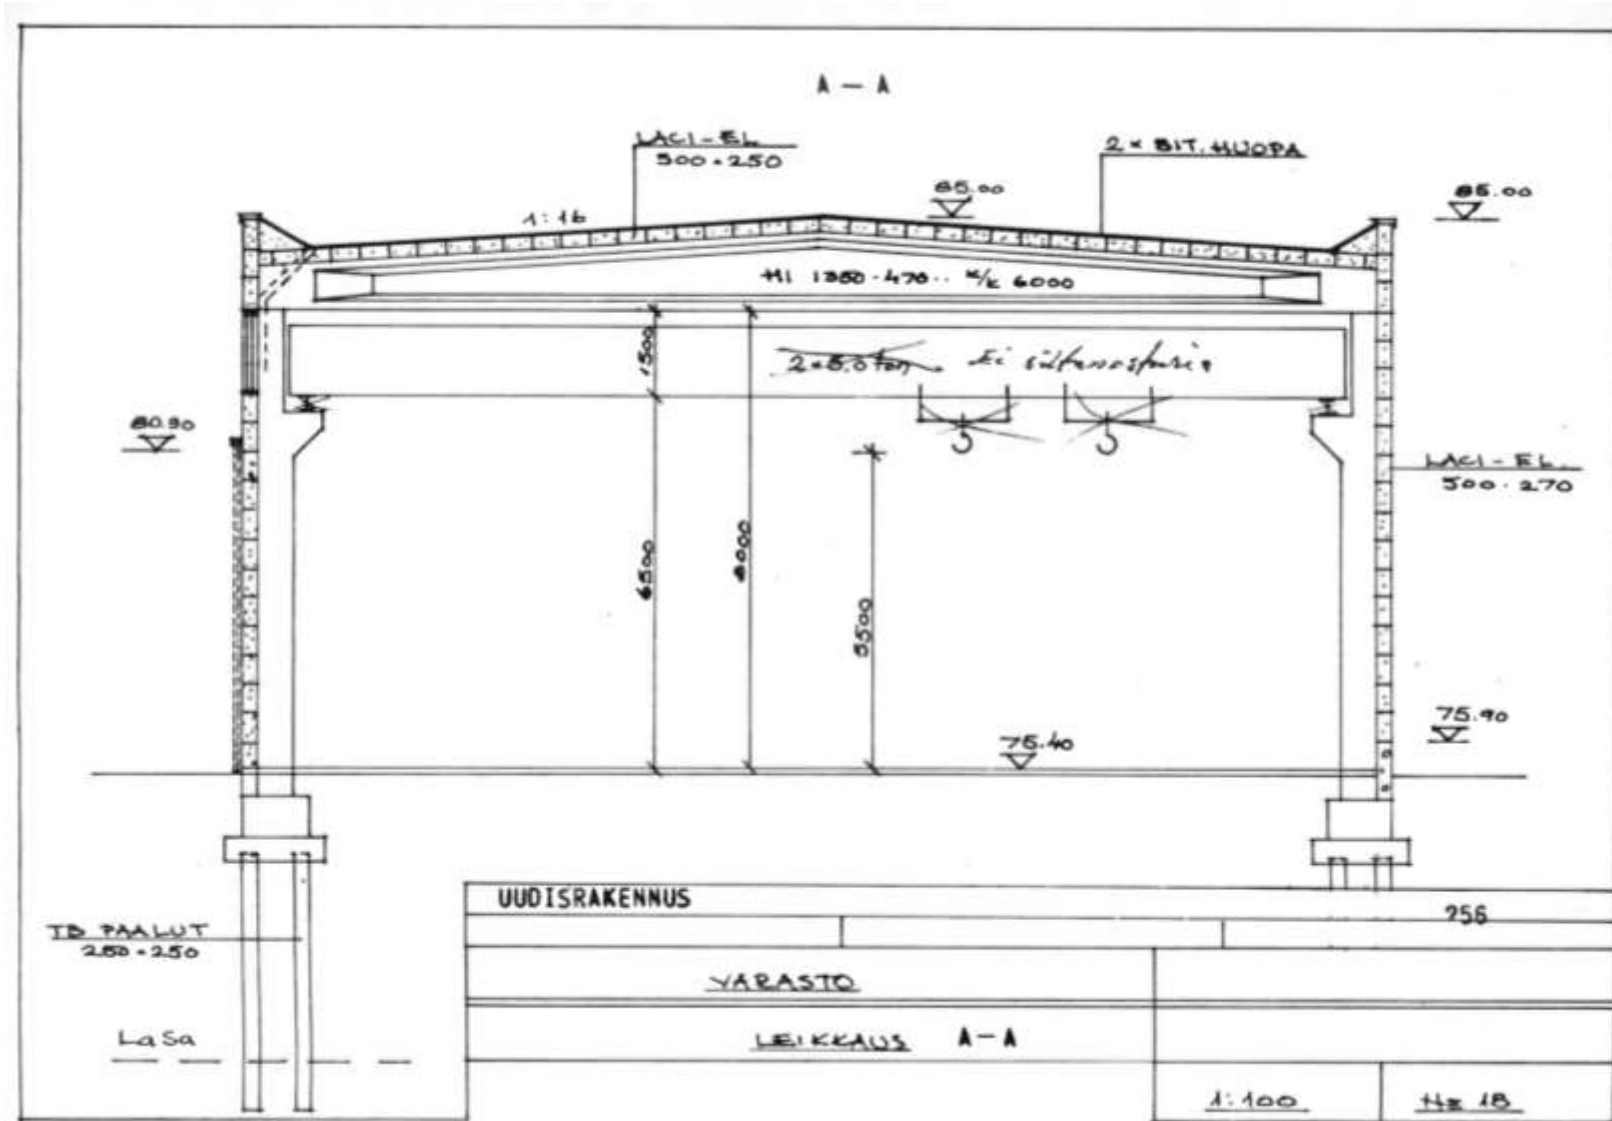 A - A
LACI-EL
500×250
2× BIT. HUOPA
85.00
85.00
1:16
HI 1350-470.. K/K 6000
1500
2×5.0 ton Ei siltanosturia
80.90
LACI-EL.
500.270
6500
8000
5500
75.90
75.40
UUDISRAKENNUS
256
TB PAALUT
250×250
VARASTO
LaSa
LEIKKAUS A-A
1:100